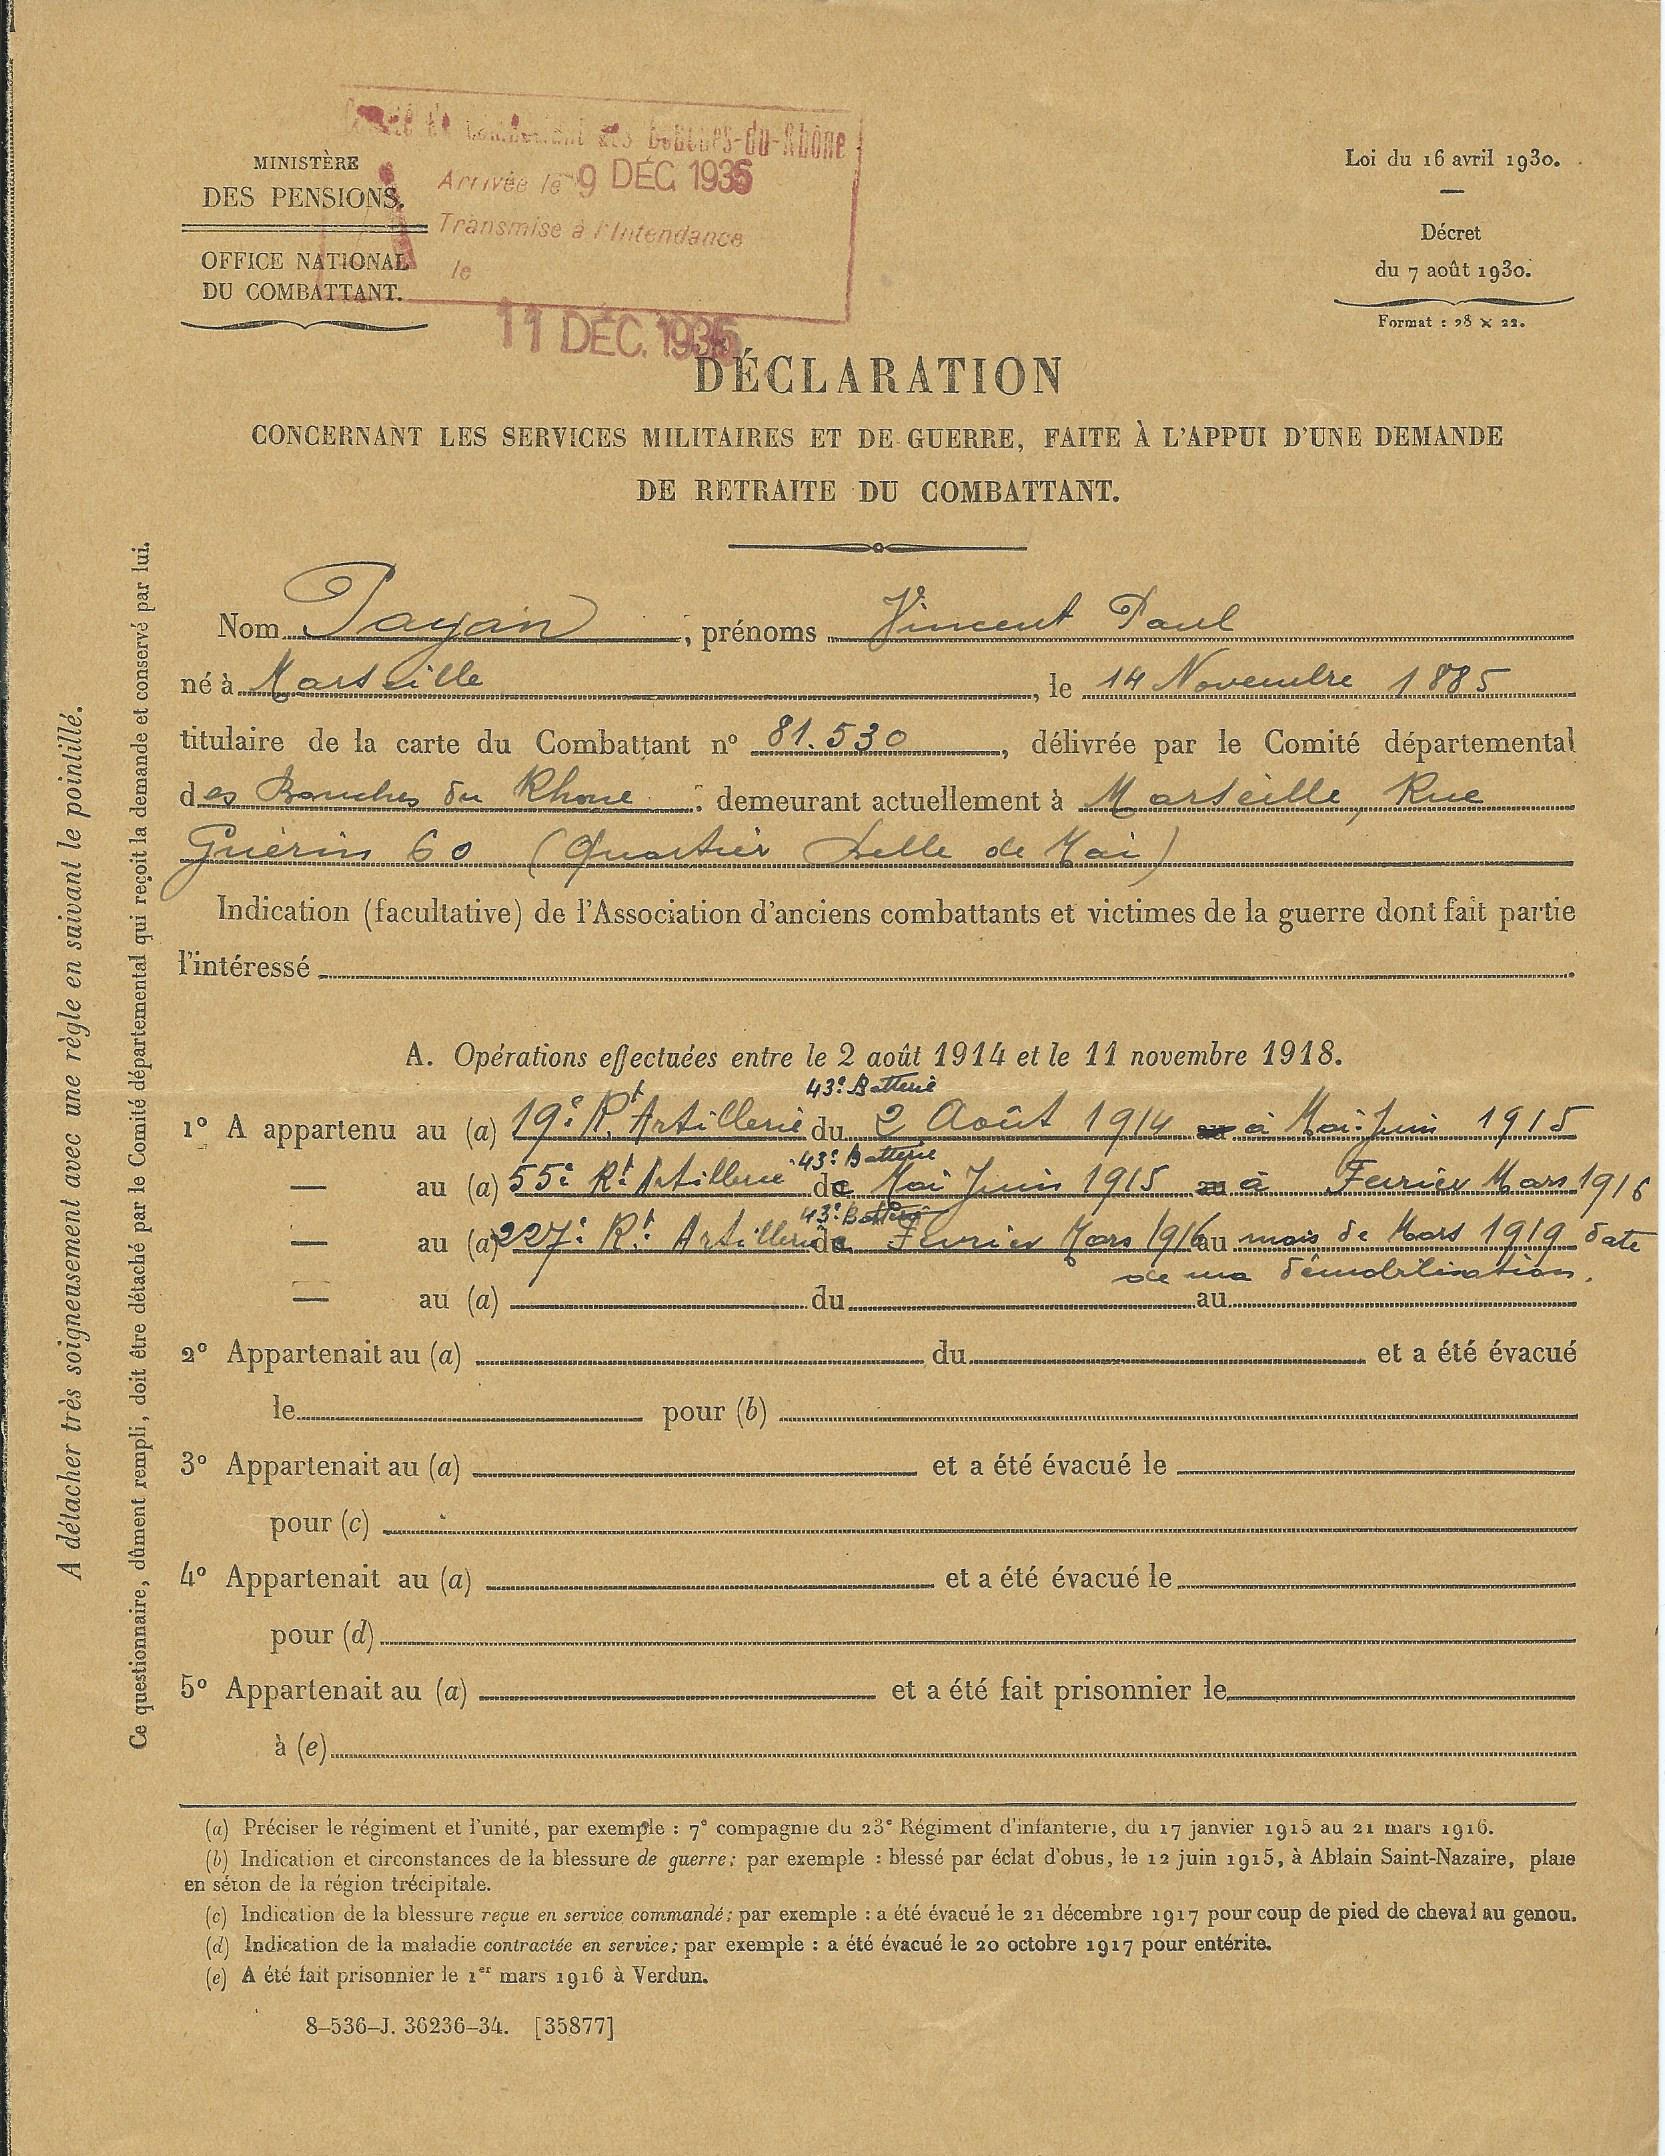 Comité départemental des Bouches-du-Rhône
Arrivée le 9 DÉC 1935
Transmise à l'Intendance
le
11 DÉC. 1935
MINISTÈRE
DES PENSIONS.
OFFICE NATIONAL
DU COMBATTANT.
Loi du 16 avril 1930.
Décret
du 7 août 1930.
Format : 28 × 22.
DÉCLARATION
CONCERNANT LES SERVICES MILITAIRES ET DE GUERRE, FAITE À L'APPUI D'UNE DEMANDE
DE RETRAITE DU COMBATTANT.
Nom Payan, prénoms Vincent Paul
né à Marseille, le 14 Novembre 1885
titulaire de la carte du Combattant n° 81.530, délivrée par le Comité départemental
des Bouches du Rhone : demeurant actuellement à Marseille, Rue
Guérin 60 (Quartier Belle de Mai)
Indication (facultative) de l'Association d'anciens combattants et victimes de la guerre dont fait partie
l'intéressé
A. Opérations effectuées entre le 2 août 1914 et le 11 novembre 1918.
43e Batterie
1° A appartenu au (a) 19e Rt Artillerie du 2 Août 1914 au à Mai-Juin 1915
43e Batterie
— au (a) 55e Rt Artillerie de Mai Juin 1915 au à Fevrier Mars 1916
43e Batterie
— au (a) 227e Rt Artillerie de Fevrier Mars 1916 au mois de Mars 1919 date
de ma démobilisation.
— au (a) du au
2° Appartenait au (a) du et a été évacué
le pour (b)
3° Appartenait au (a) et a été évacué le
pour (c)
4° Appartenait au (a) et a été évacué le
pour (d)
5° Appartenait au (a) et a été fait prisonnier le
à (e)
(a) Préciser le régiment et l'unité, par exemple : 7e compagnie du 23e Régiment d'infanterie, du 17 janvier 1915 au 21 mars 1916.
(b) Indication et circonstances de la blessure de guerre; par exemple : blessé par éclat d'obus, le 12 juin 1915, à Ablain Saint-Nazaire, plaie
en séton de la région trécipitale.
(c) Indication de la blessure reçue en service commandé; par exemple : a été évacué le 21 décembre 1917 pour coup de pied de cheval au genou.
(d) Indication de la maladie contractée en service; par exemple : a été évacué le 20 octobre 1917 pour entérite.
(e) A été fait prisonnier le 1er mars 1916 à Verdun.
8-536-J. 36236-34. [35877]
A détacher très soigneusement avec une règle en suivant le pointillé.
Ce questionnaire, dûment rempli, doit être détaché par le Comité départemental qui reçoit la demande et conservé par lui.